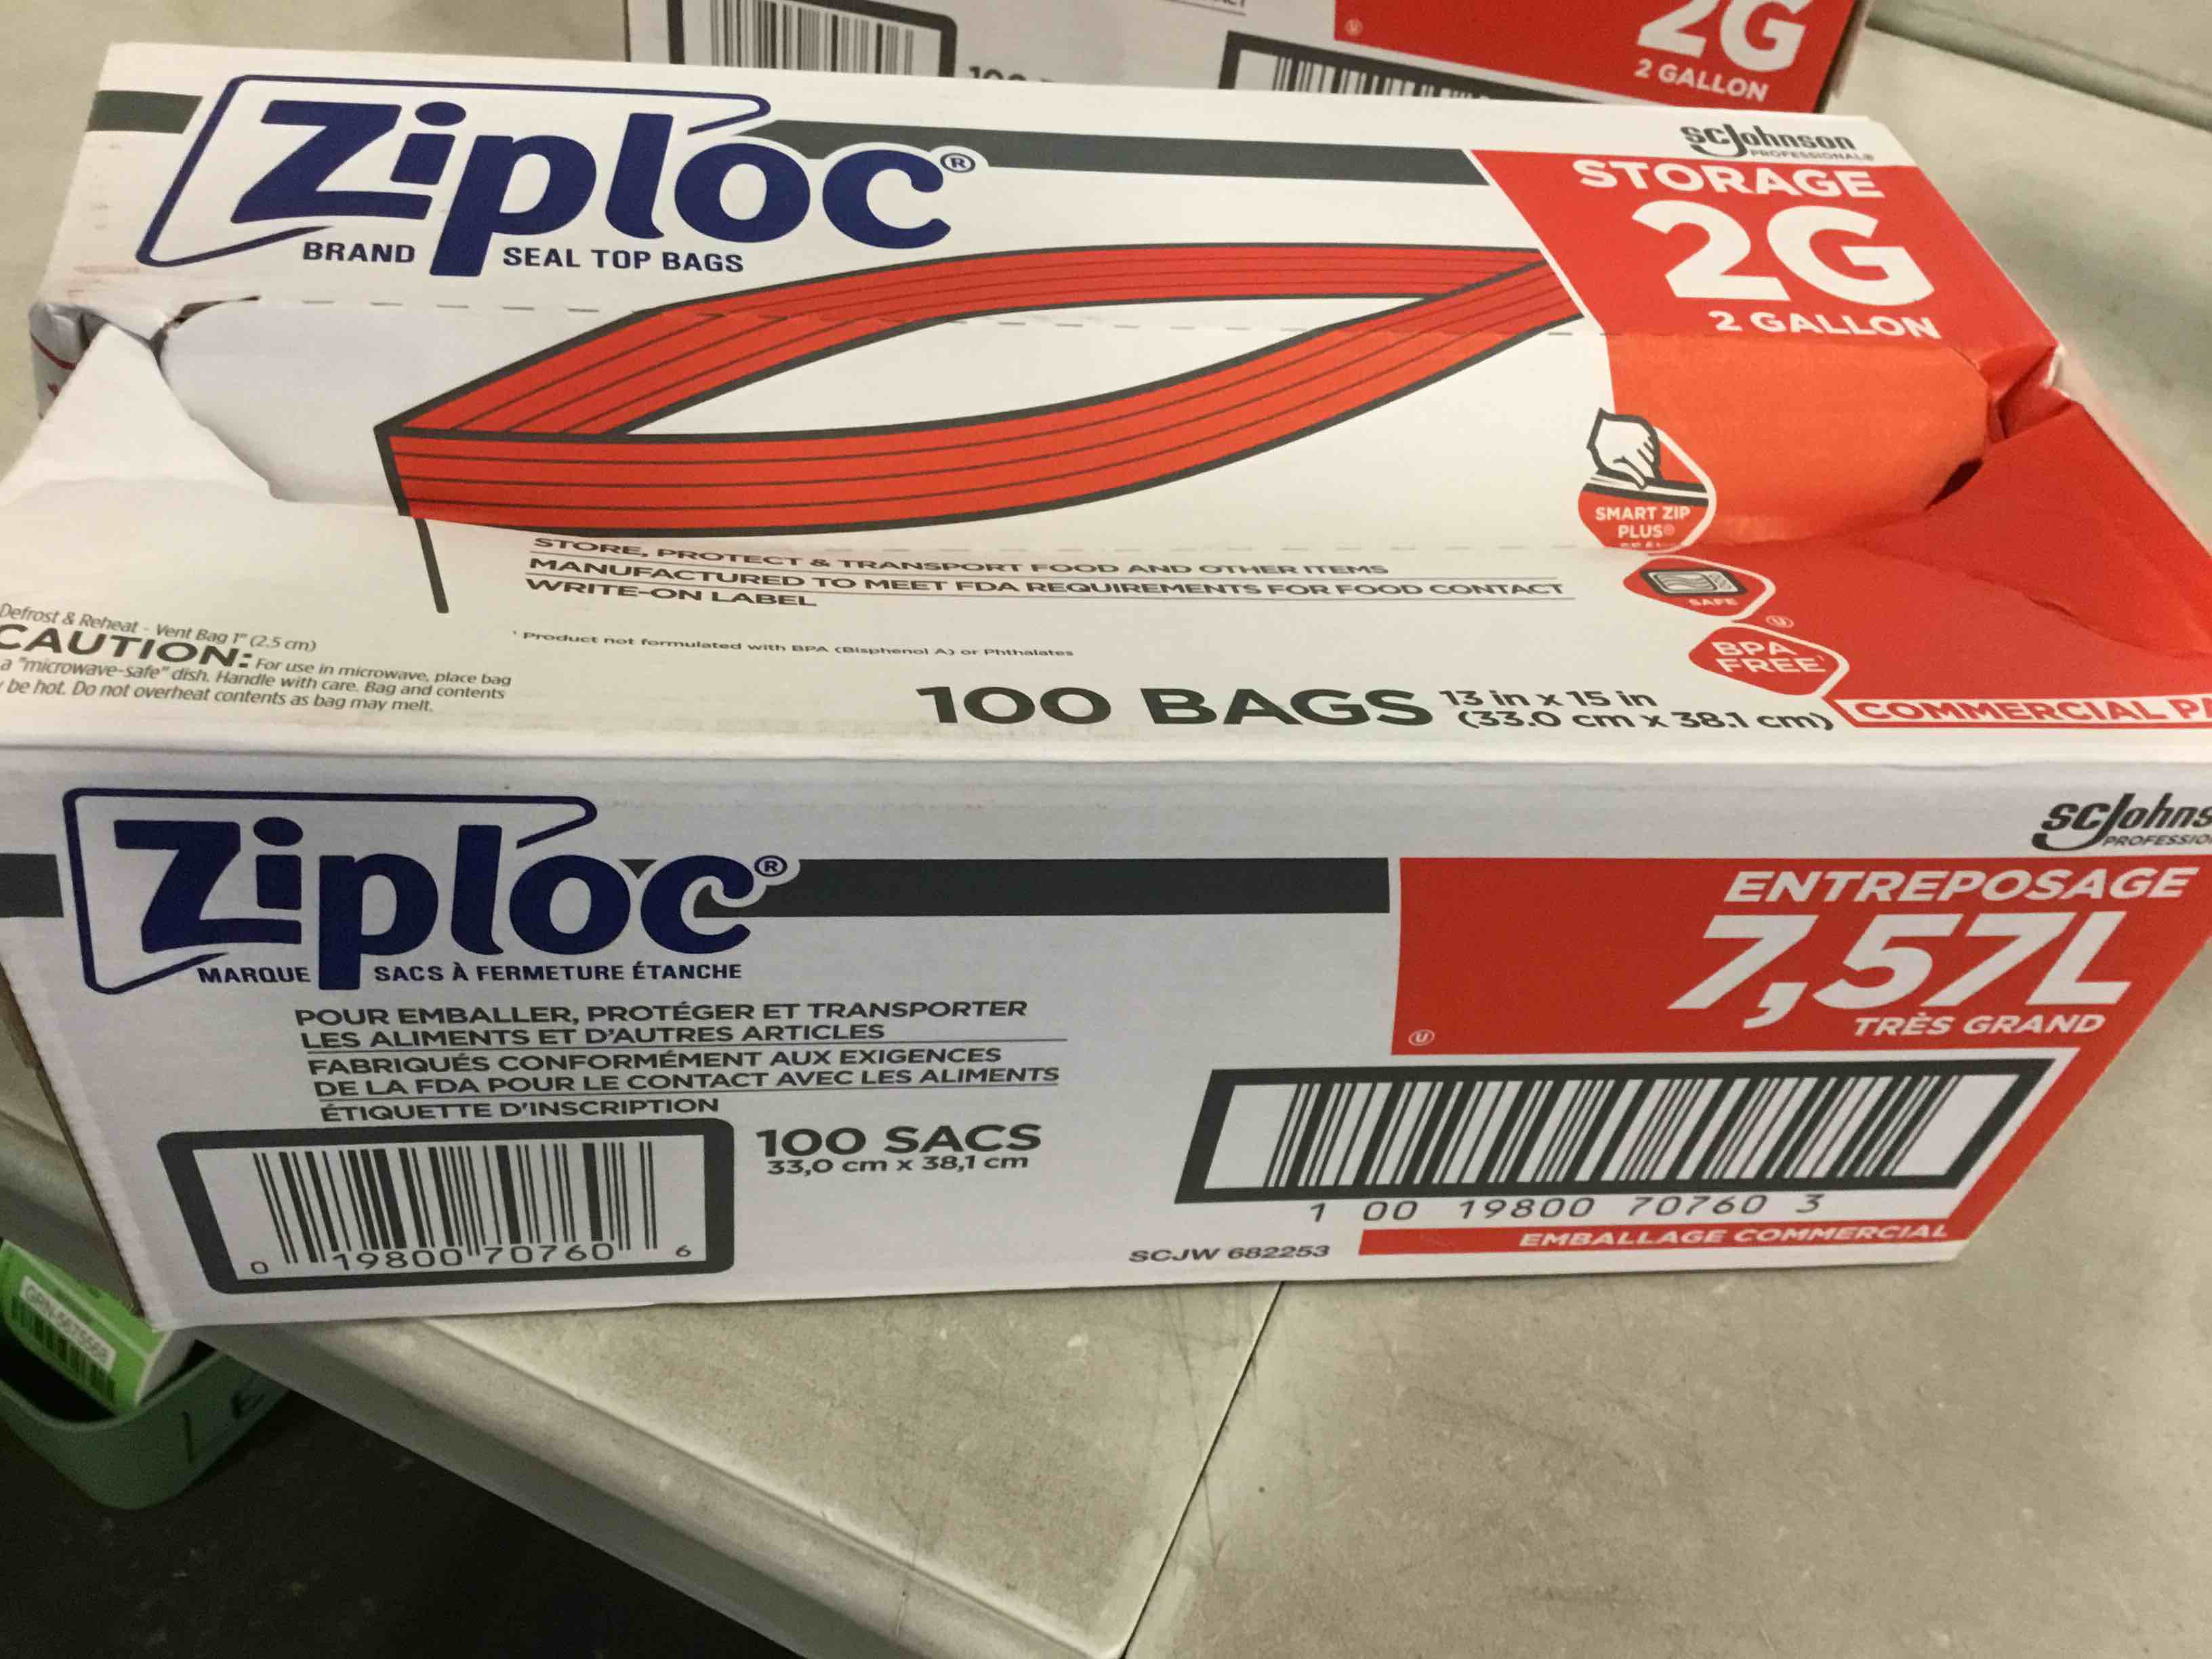 2G
2 GALLON
Ziploc®
BRAND SEAL TOP BAGS
SCJohnson
PROFESSIONAL®
STORAGE
2G
2 GALLON
SMART ZIP
PLUS®
SEAL
STORE, PROTECT & TRANSPORT FOOD AND OTHER ITEMS
MANUFACTURED TO MEET FDA REQUIREMENTS FOR FOOD CONTACT
WRITE-ON LABEL
SAFE
U
BPA
FREE¹
¹ Product not formulated with BPA (Bisphenol A) or Phthalates
Defrost & Reheat - Vent Bag 1" (2.5 cm)
CAUTION: For use in microwave, place bag
a "microwave-safe" dish. Handle with care. Bag and contents
be hot. Do not overheat contents as bag may melt.
100 BAGS 13 in x 15 in
(33.0 cm x 38.1 cm)
COMMERCIAL PA
Ziploc®
MARQUE SACS À FERMETURE ÉTANCHE
SCJohns
PROFESSIO
ENTREPOSAGE
7,57L
TRÈS GRAND
U
POUR EMBALLER, PROTÉGER ET TRANSPORTER
LES ALIMENTS ET D'AUTRES ARTICLES
FABRIQUÉS CONFORMÉMENT AUX EXIGENCES
DE LA FDA POUR LE CONTACT AVEC LES ALIMENTS
ÉTIQUETTE D'INSCRIPTION
100 SACS
33,0 cm x 38,1 cm
0 19800 70760 6
1 00 19800 70760 3
SCJW 682253
EMBALLAGE COMMERCIAL